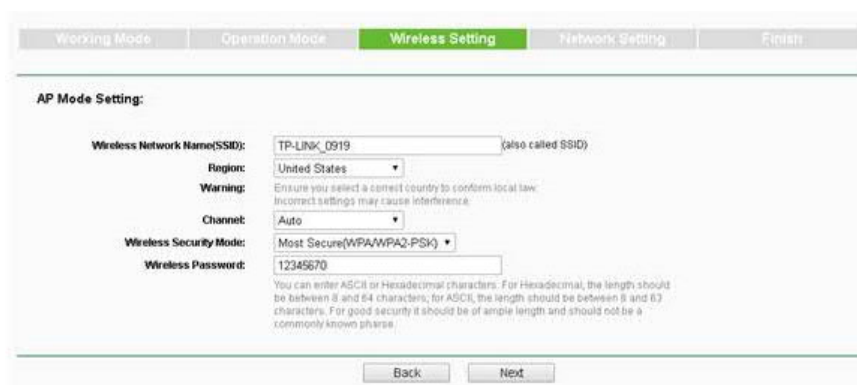 Working Mode Operation Mode Wireless Setting Network Setting Finish
AP Mode Setting:
Wireless Network Name(SSID): TP-LINK_0919 (also called SSID)
Region: United States
Warning: Ensure you select a correct country to conform local law.
Incorrect settings may cause interference.
Channel: Auto
Wireless Security Mode: Most Secure(WPA/WPA2-PSK)
Wireless Password: 12345670
You can enter ASCII or Hexadecimal characters. For Hexadecimal, the length should
be between 8 and 64 characters; for ASCII, the length should be between 8 and 63
characters. For good security it should be of ample length and should not be a
commonly known pharse.
Back Next